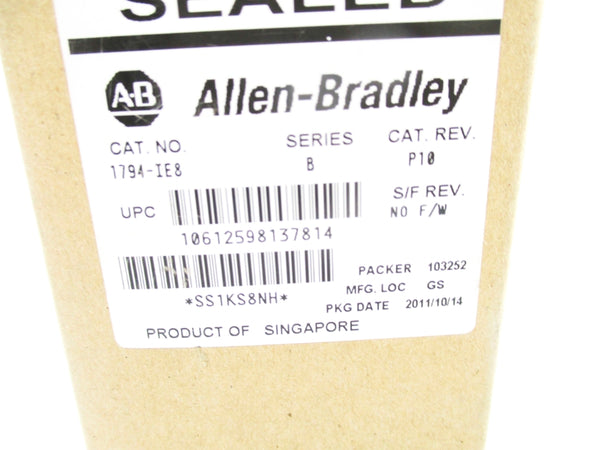 SEALED
A-B Allen-Bradley
CAT. NO. SERIES CAT. REV.
1794-IE8 B P10
UPC S/F REV.
NO F/W
10612598137814
PACKER 103252
*SS1KS8NH* MFG. LOC GS
PKG DATE 2011/10/14
PRODUCT OF SINGAPORE